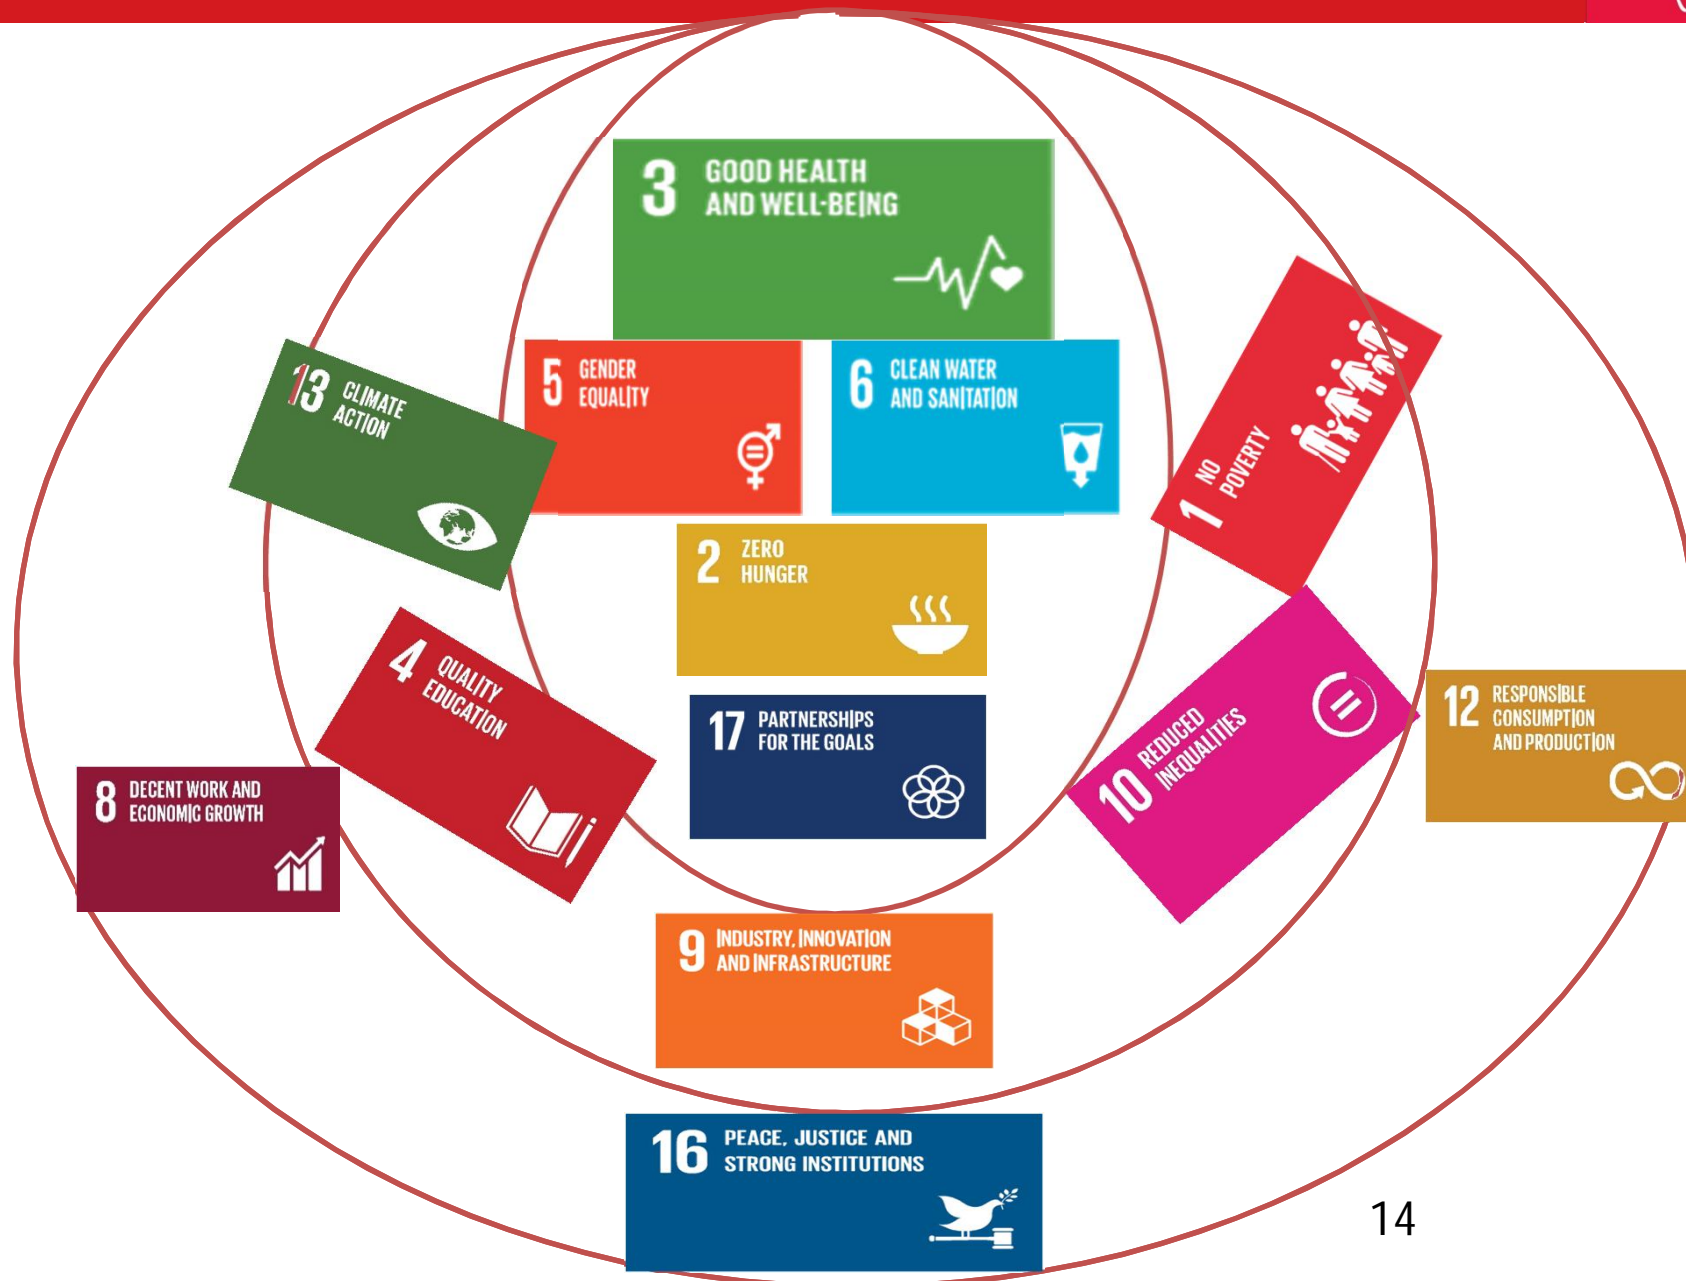 3 GOOD HEALTH
AND WELL-BEING
5 GENDER
EQUALITY
6 CLEAN WATER
AND SANITATION
13 CLIMATE
ACTION
1 NO
POVERTY
2 ZERO
HUNGER
4 QUALITY
EDUCATION
17 PARTNERSHIPS
FOR THE GOALS
10 REDUCED
INEQUALITIES
12 RESPONSIBLE
CONSUMPTION
AND PRODUCTION
8 DECENT WORK AND
ECONOMIC GROWTH
9 INDUSTRY, INNOVATION
AND INFRASTRUCTURE
16 PEACE, JUSTICE AND
STRONG INSTITUTIONS
14